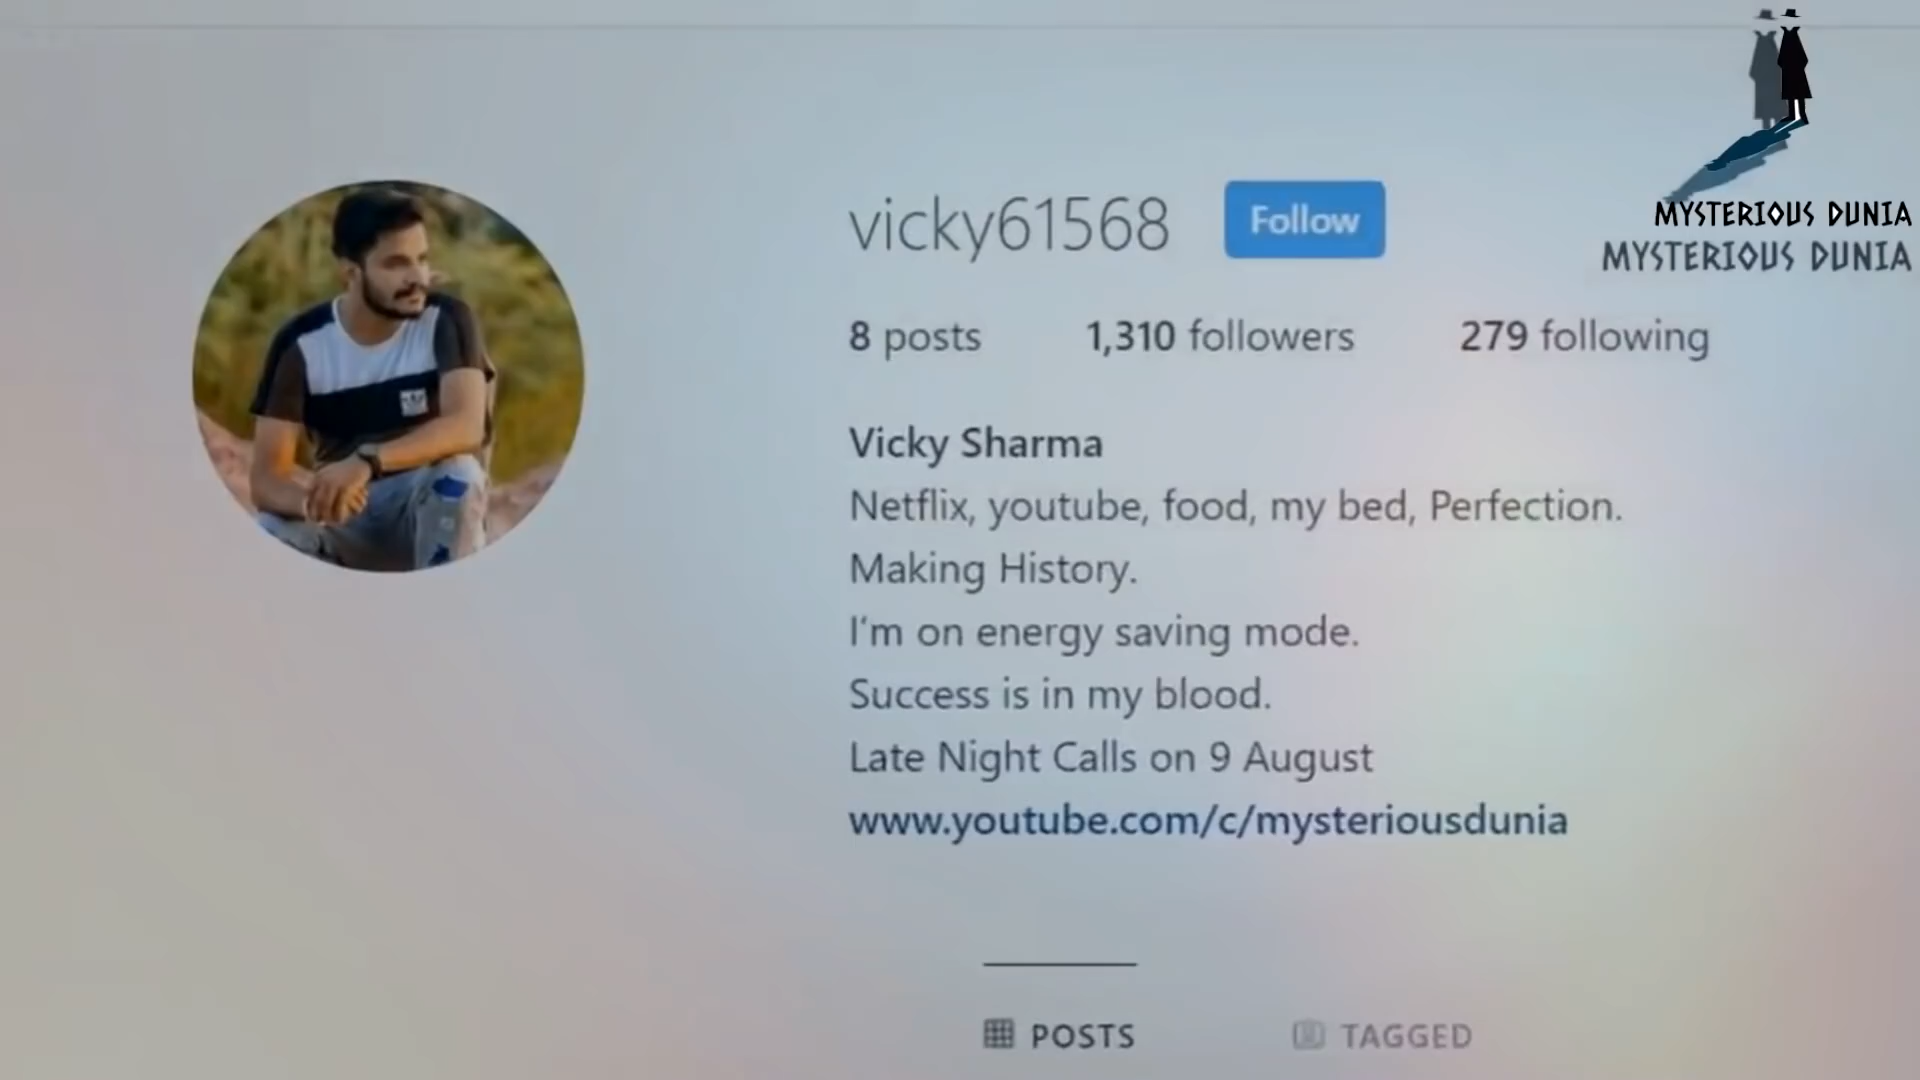 MYSTERIOUS DUNIA
MYSTERIOUS DUNIA
vicky61568
Follow
8 posts
1,310 followers
279 following
Vicky Sharma
Netflix, youtube, food, my bed, Perfection.
Making History.
I'm on energy saving mode.
Success is in my blood.
Late Night Calls on 9 August
www.youtube.com/c/mysteriousdunia
POSTS
TAGGED